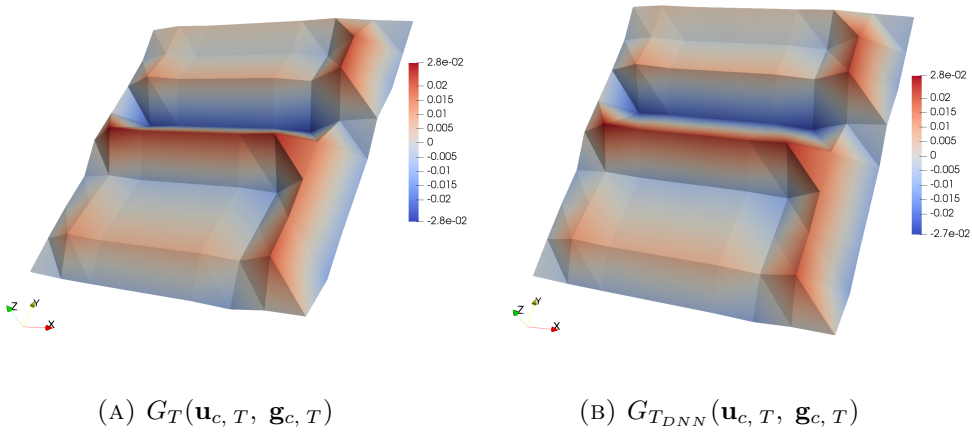 2.8e-02
0.02
0.015
0.01
0.005
0
-0.005
-0.01
-0.015
-0.02
-2.8e-02
Z
Y
X
2.8e-02
0.02
0.015
0.01
0.005
0
-0.005
-0.01
-0.015
-0.02
-2.7e-02
Z
Y
X
(A) G_T(u_{c, T}, g_{c, T})
(B) G_{T_{DNN}}(u_{c, T}, g_{c, T})